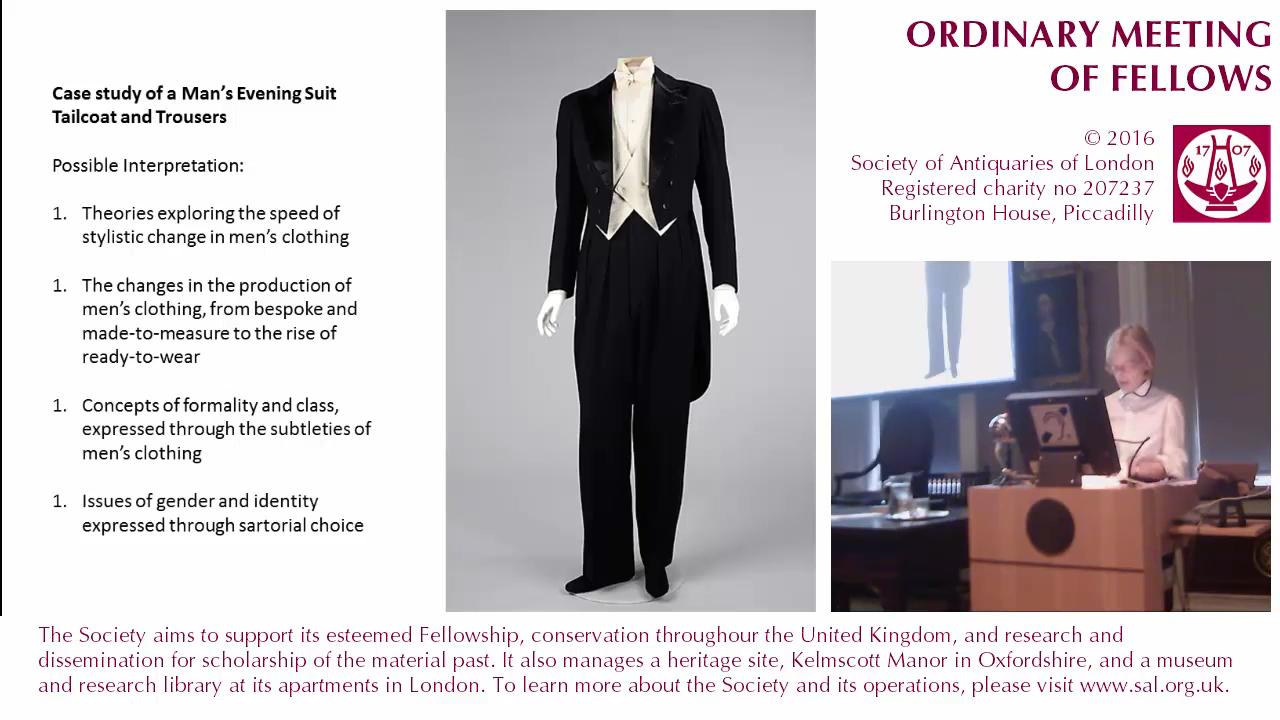 Case study of a Man's Evening Suit
Tailcoat and Trousers
Possible Interpretation:
1. Theories exploring the speed of
stylistic change in men's clothing
1. The changes in the production of
men's clothing, from bespoke and
made-to-measure to the rise of
ready-to-wear
1. Concepts of formality and class,
expressed through the subtleties of
men's clothing
1. Issues of gender and identity
expressed through sartorial choice
ORDINARY MEETING
OF FELLOWS
© 2016
Society of Antiquaries of London
Registered charity no 207237
Burlington House, Piccadilly
17 07
The Society aims to support its esteemed Fellowship, conservation throughour the United Kingdom, and research and
dissemination for scholarship of the material past. It also manages a heritage site, Kelmscott Manor in Oxfordshire, and a museum
and research library at its apartments in London. To learn more about the Society and its operations, please visit www.sal.org.uk.